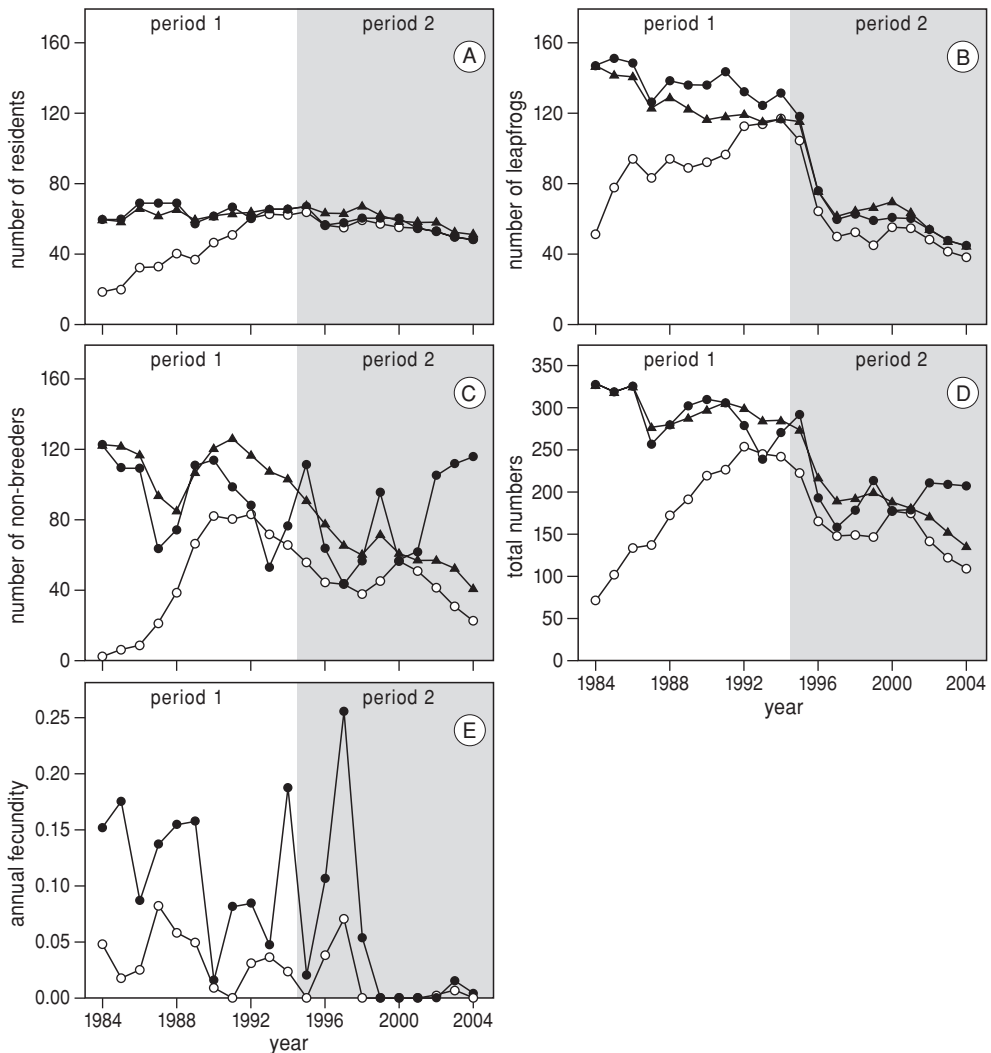 period 1
period 2
A
160
120
80
40
0
number of residents
period 1
period 2
B
160
120
80
40
0
number of leapfrogs
period 1
period 2
C
160
120
80
40
0
number of non-breeders
period 1
period 2
D
350
300
250
200
150
100
50
0
total numbers
1984 1988 1992 1996 2000 2004
year
period 1
period 2
E
0.25
0.20
0.15
0.10
0.05
0.00
annual fecundity
1984 1988 1992 1996 2000 2004
year